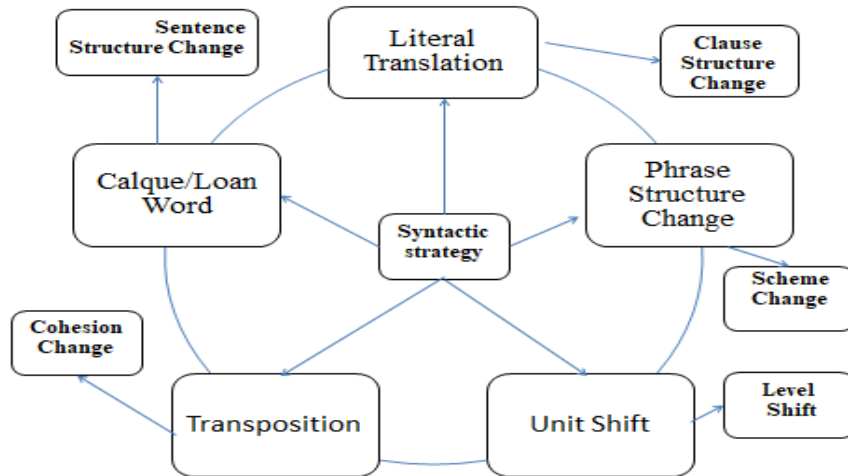 Sentence
Structure Change
Literal
Translation
Clause
Structure
Change
Calque/Loan
Word
Phrase
Structure
Change
Syntactic
strategy
Scheme
Change
Cohesion
Change
Transposition
Unit Shift
Level
Shift